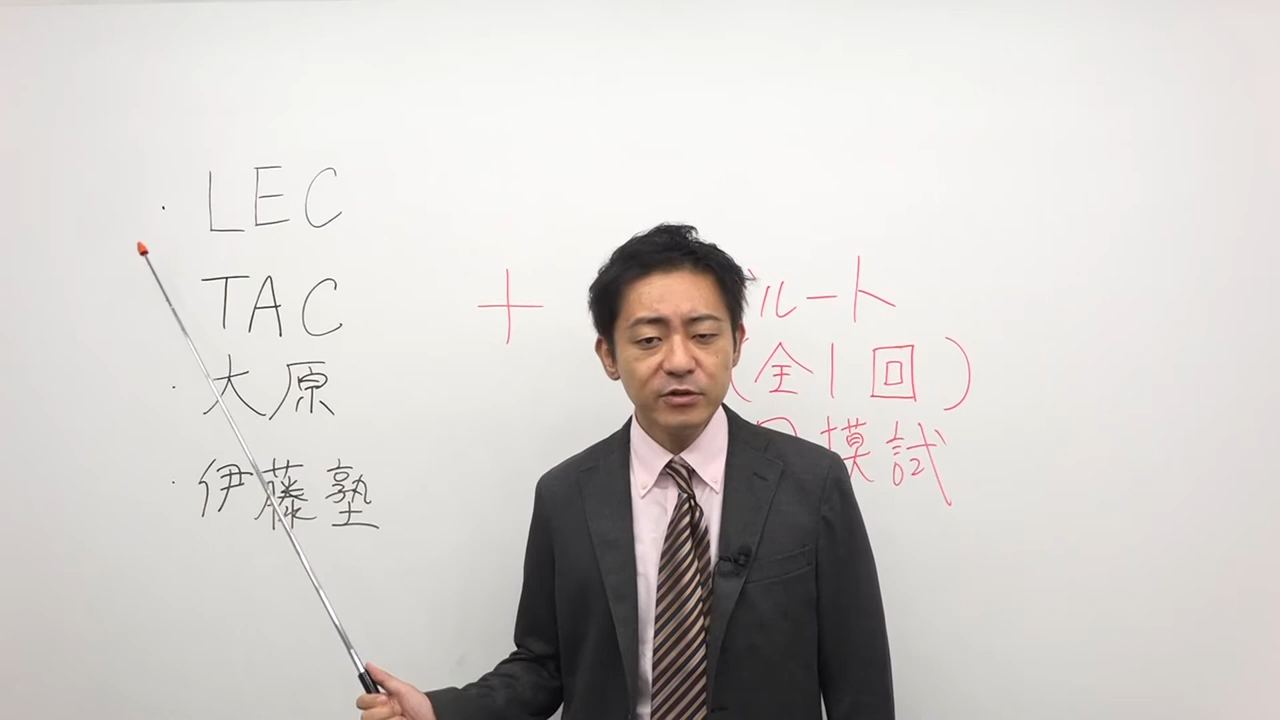 ・LEC
TAC
・大原
・伊藤塾
+
ルート
(全1回)
模試